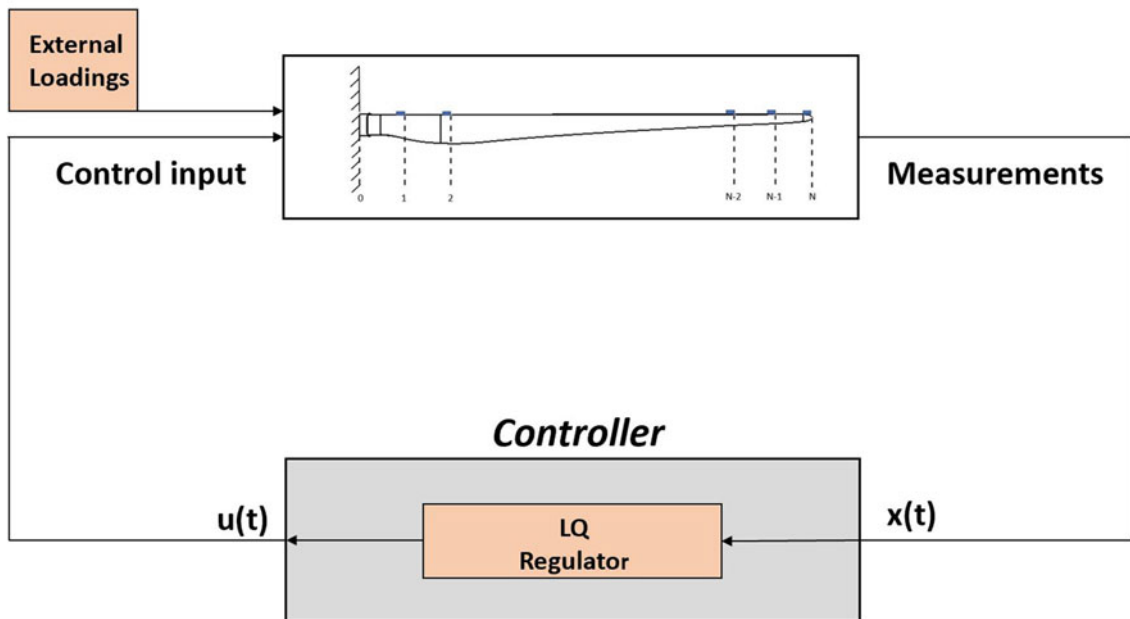 External
Loadings
Control input
Measurements
0
1
2
N-2
N-1
N
Controller
u(t)
LQ
Regulator
x(t)